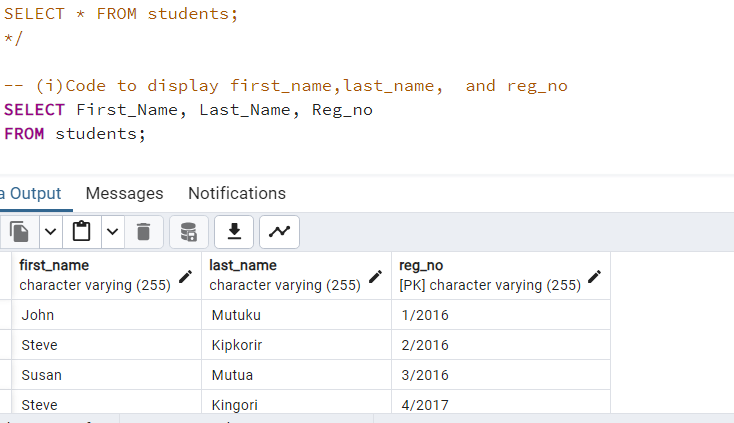 SELECT * FROM students;
*/
-- (i)Code to display first_name,last_name,  and reg_no
SELECT First_Name, Last_Name, Reg_no
FROM students;
a Output Messages Notifications
first_name last_name reg_no
character varying (255) character varying (255) [PK] character varying (255)
John Mutuku 1/2016
Steve Kipkorir 2/2016
Susan Mutua 3/2016
Steve Kingori 4/2017